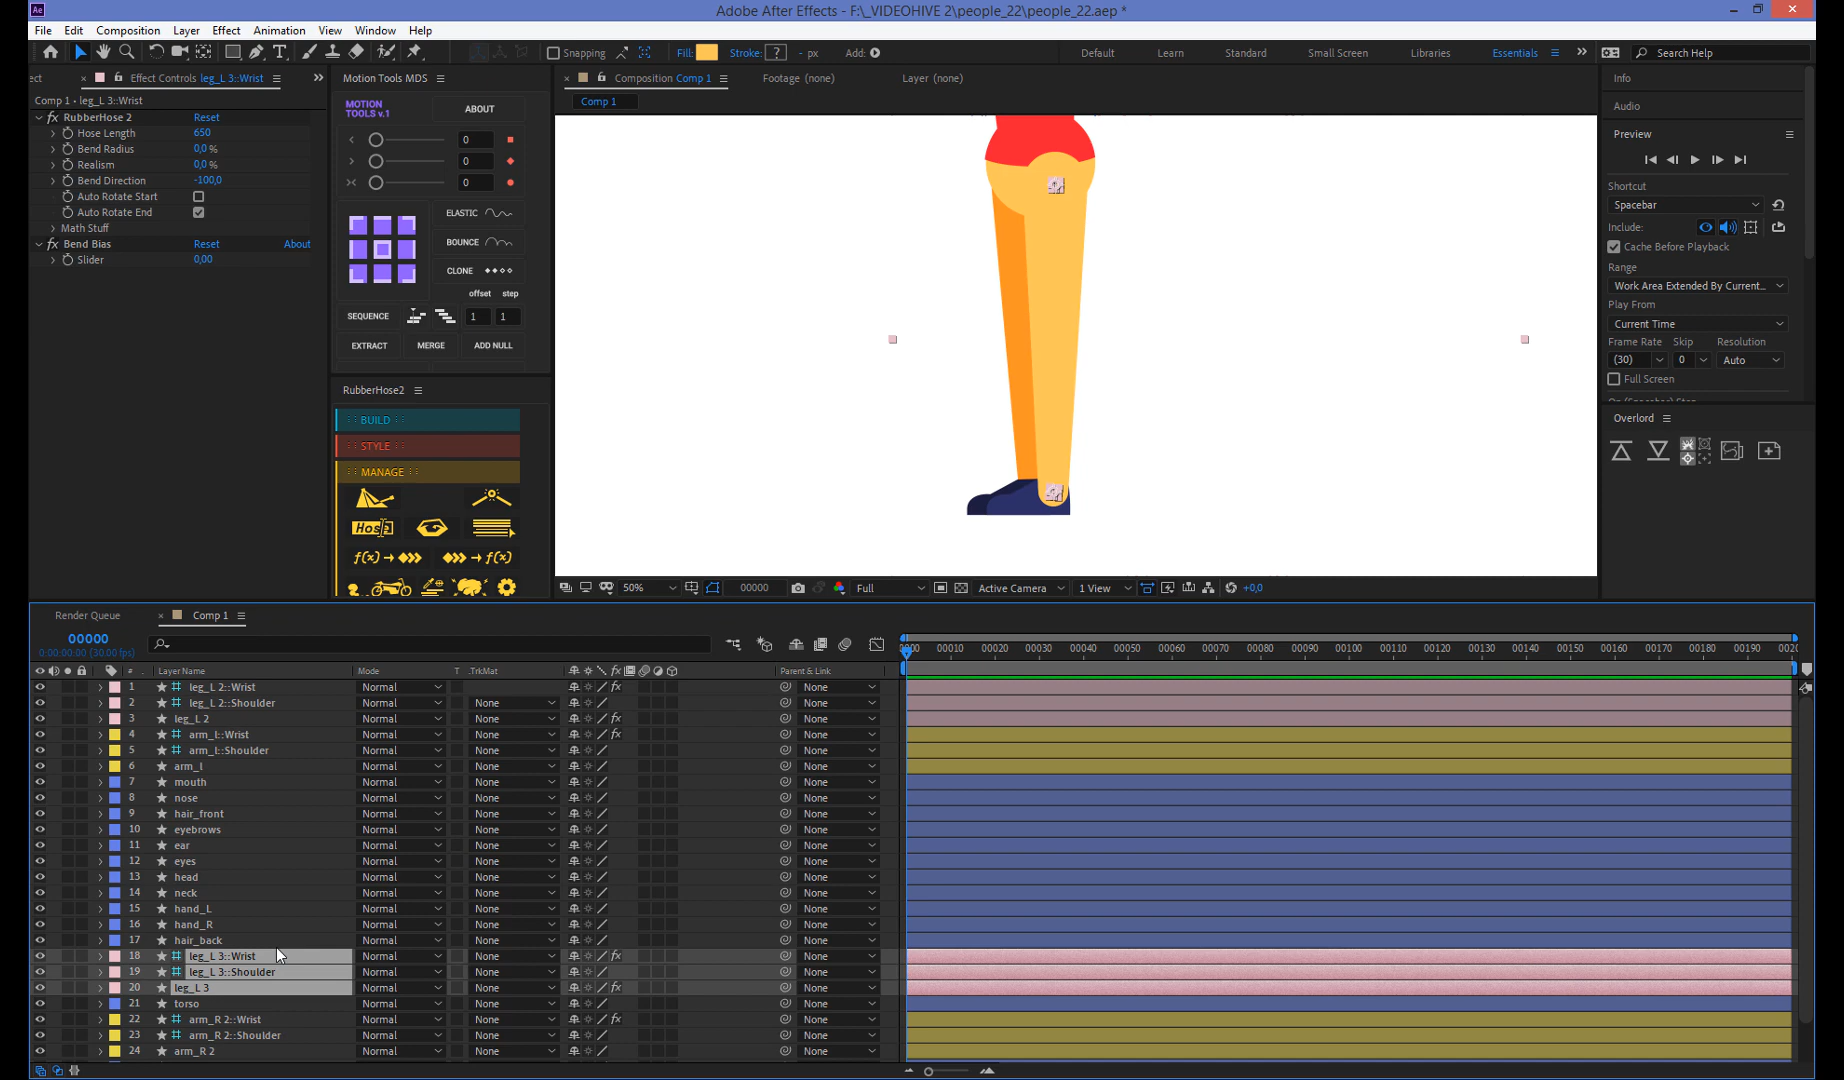 Adobe After Effects - F:\_VIDEOHIVE 2\people_22\people_22.aep *
File Edit Composition Layer Effect Animation View Window Help
Snapping Fill: Stroke: ? - px Add:
Default Learn Standard Small Screen Libraries Essentials Search Help
ect Effect Controls leg_L 3::Wrist
Comp 1 • leg_L 3::Wrist
RubberHose 2 Reset
Hose Length 650
Bend Radius 0,0 %
Realism 0,0 %
Bend Direction -100,0
Auto Rotate Start
Auto Rotate End
Math Stuff
Bend Bias Reset About
Slider 0,00
Motion Tools MDS
MOTION TOOLS v.1
ABOUT
0
0
0
ELASTIC
BOUNCE
CLONE
offset step
SEQUENCE 1 1
EXTRACT MERGE ADD NULL
RubberHose2
:: BUILD ::
:: STYLE ::
:: MANAGE ::
Hose
f(x)
f(x)
Composition Comp 1
Footage (none)
Layer (none)
Comp 1
50% 00000 Full Active Camera 1 View +0,0
Info
Audio
Preview
Shortcut
Spacebar
Include:
Cache Before Playback
Range
Work Area Extended By Current...
Play From
Current Time
Frame Rate Skip Resolution
(30) 0 Auto
Full Screen
Overlord
Render Queue Comp 1
00000
0:00:00:00 (30.00 fps)
00010 00020 00030 00040 00050 00060 00070 00080 00090 00100 00110 00120 00130 00140 00150 00160 00170 00180 00190
# Layer Name Mode T .TrkMat Parent & Link
1 leg_L 2::Wrist Normal None
2 leg_L 2::Shoulder Normal None None
3 leg_L 2 Normal None None
4 arm_l::Wrist Normal None None
5 arm_l::Shoulder Normal None None
6 arm_l Normal None None
7 mouth Normal None None
8 nose Normal None None
9 hair_front Normal None None
10 eyebrows Normal None None
11 ear Normal None None
12 eyes Normal None None
13 head Normal None None
14 neck Normal None None
15 hand_L Normal None None
16 hand_R Normal None None
17 hair_back Normal None None
18 leg_L 3::Wrist Normal None None
19 leg_L 3::Shoulder Normal None None
20 leg_L 3 Normal None None
21 torso Normal None None
22 arm_R 2::Wrist Normal None None
23 arm_R 2::Shoulder Normal None None
24 arm_R 2 Normal None None